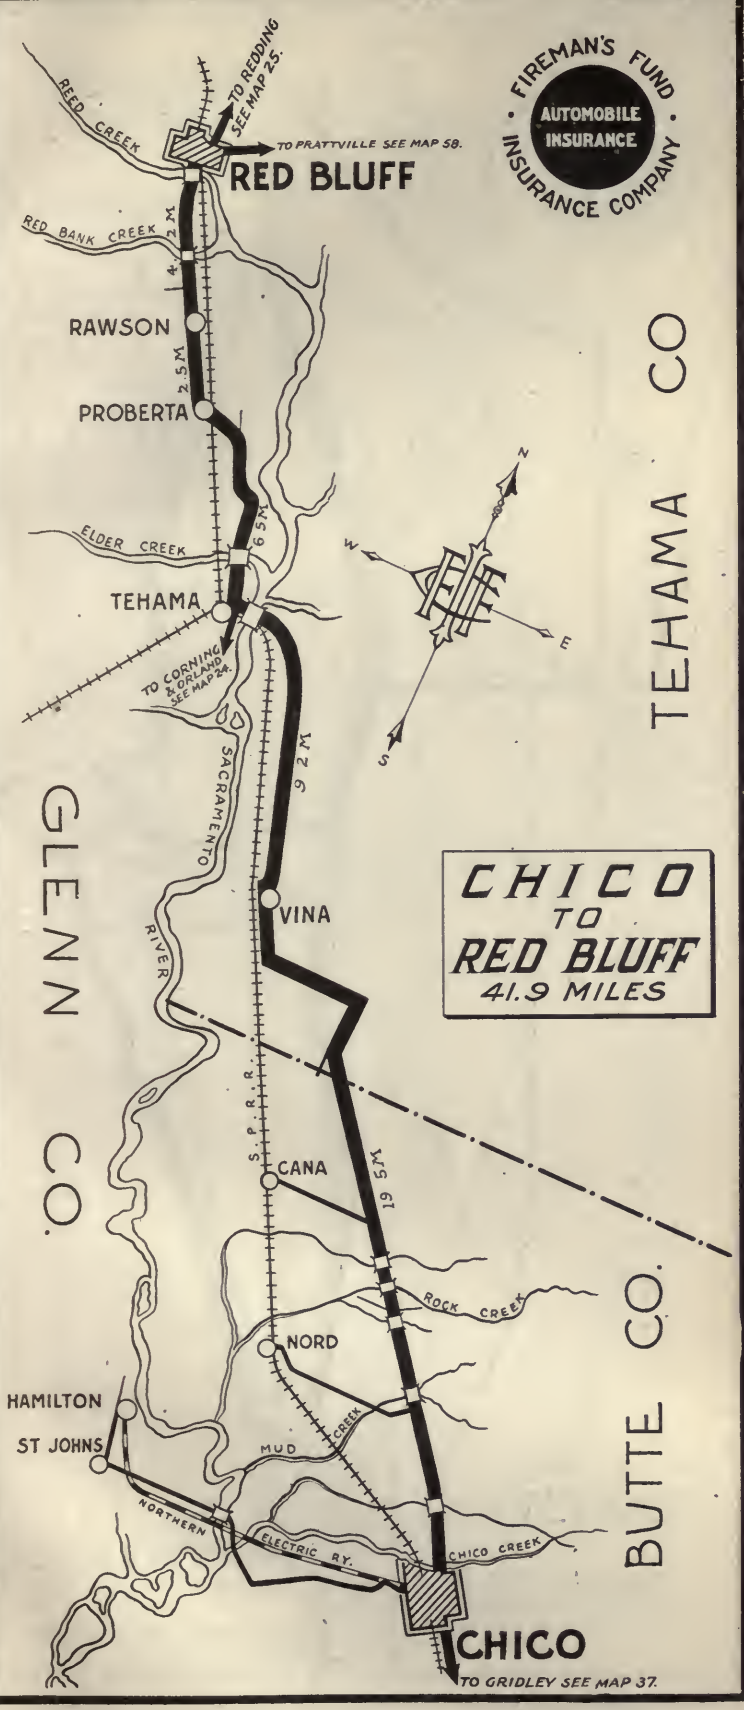 TO REDDING
SEE MAP 25.
FIREMAN'S FUND
INSURANCE COMPANY
AUTOMOBILE
INSURANCE
REED CREEK
TO PRATTVILLE SEE MAP 58.
RED BLUFF
RED BANK CREEK
4.2 M
RAWSON
2.5 M
PROBERTA
TEHAMA CO
N
W
E
S
6 5 M
ELDER CREEK
TEHAMA
TO CORNING
& ORLAND
SEE MAP 24.
SACRAMENTO
RIVER
9 2 M
GLENN CO.
CHICO
TO
RED BLUFF
41.9 MILES
VINA
S. P. R. R.
CANA
19 5 M
ROCK CREEK
BUTTE CO.
NORD
HAMILTON
ST JOHNS
MUD CREEK
NORTHERN ELECTRIC RY.
CHICO CREEK
CHICO
TO GRIDLEY SEE MAP 37.